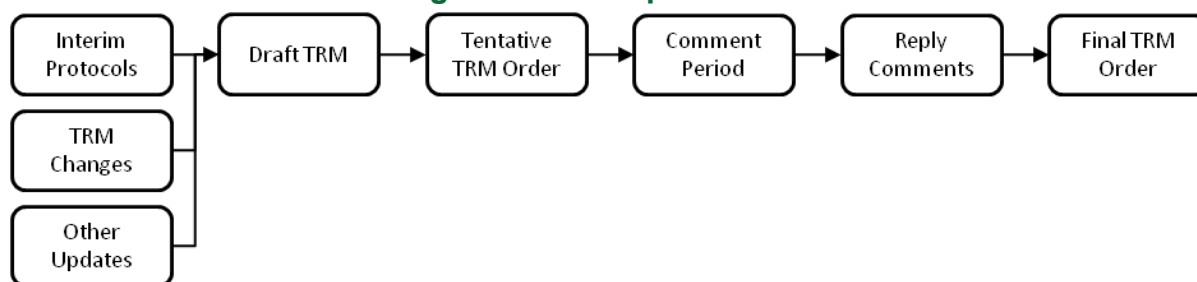 Interim
Protocols
Draft TRM
Tentative
TRM Order
Comment
Period
Reply
Comments
Final TRM
Order
TRM
Changes
Other
Updates